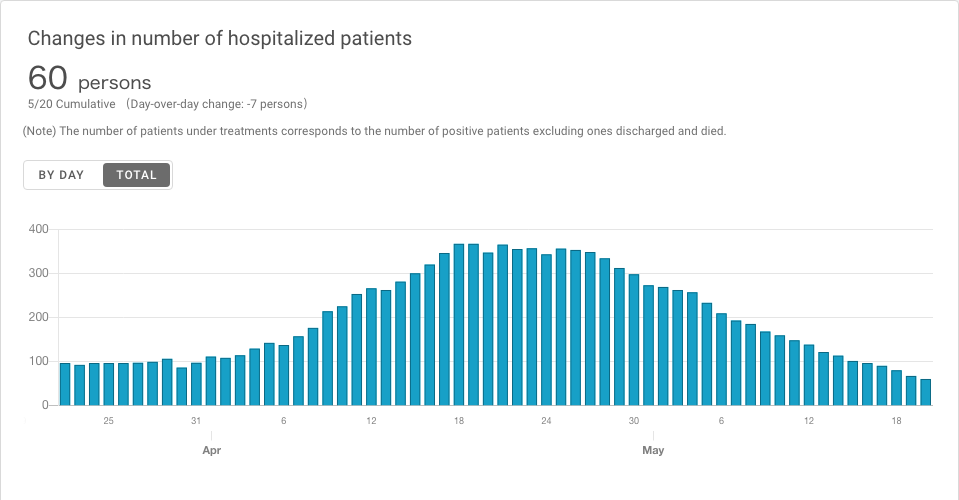 Changes in number of hospitalized patients
60 persons
5/20 Cumulative (Day-over-day change: -7 persons)
(Note) The number of patients under treatments corresponds to the number of positive patients excluding ones discharged and died.
BY DAY TOTAL
400
300
200
100
0
25 31 6 12 18 24 30 6 12 18
Apr May